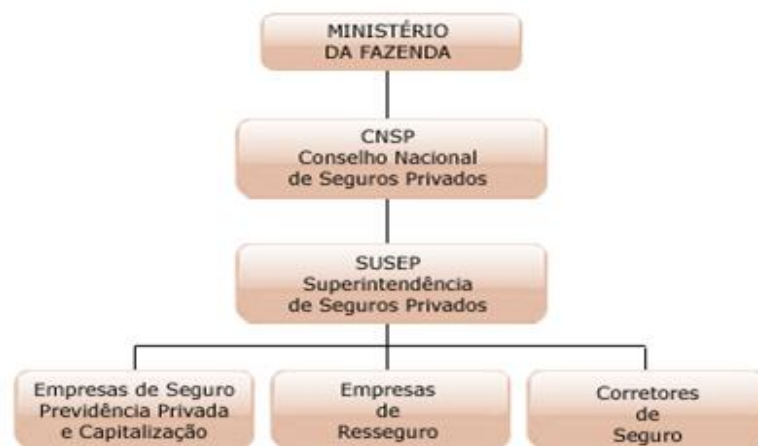 MINISTÉRIO
DA FAZENDA
CNSP
Conselho Nacional
de Seguros Privados
SUSEP
Superintendência
de Seguros Privados
Empresas de Seguro
Previdência Privada
e Capitalização
Empresas
de
Resseguro
Corretores
de
Seguro